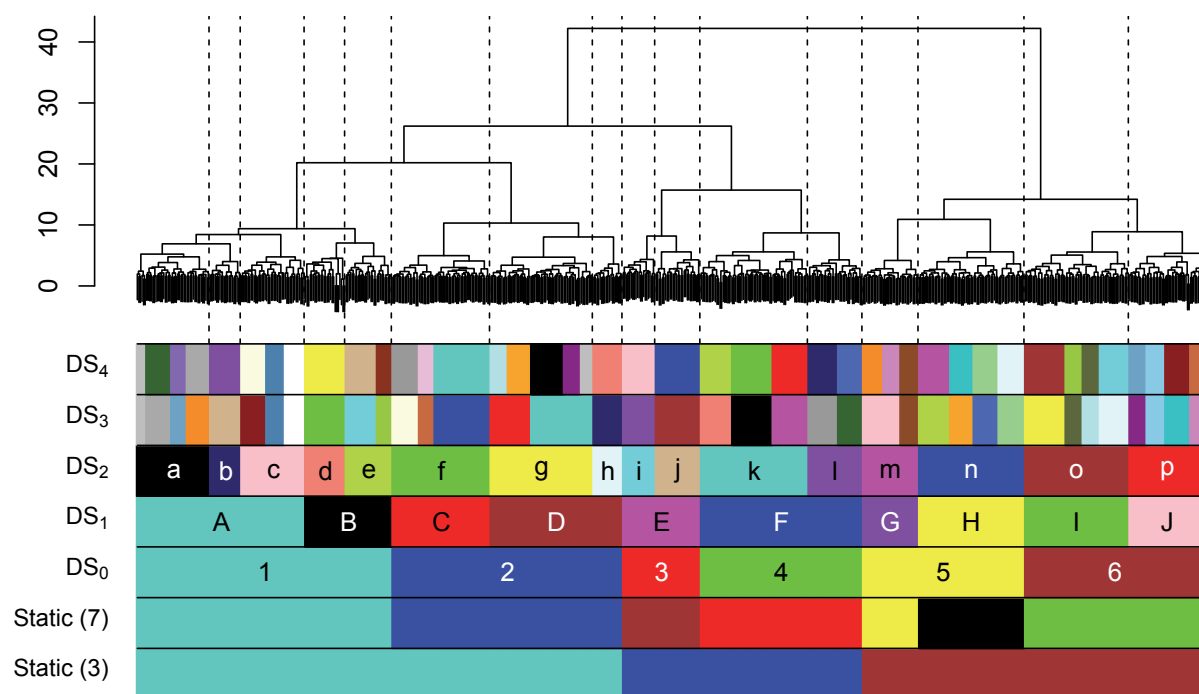 40
30
20
10
0
DS4
DS3
DS2 a b c d e f g h i j k l m n o p
DS1 A B C D E F G H I J
DS0 1 2 3 4 5 6
Static (7)
Static (3)